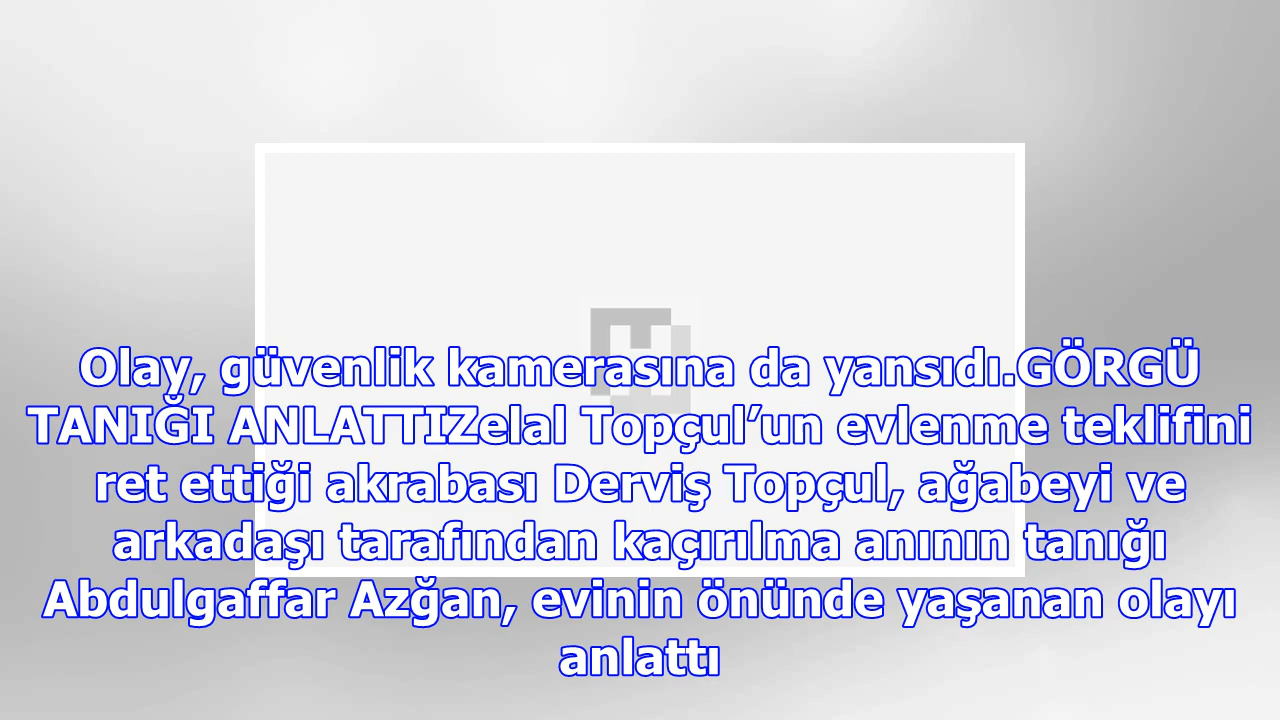 Olay, güvenlik kamerasına da yansıdı.GÖRGÜ
TANIĞI ANLATTIZelal Topçul’un evlenme teklifini
ret ettiği akrabası Derviş Topçul, ağabeyi ve
arkadaşı tarafından kaçırılma anının tanığı
Abdulgaffar Azğan, evinin önünde yaşanan olayı
anlattı